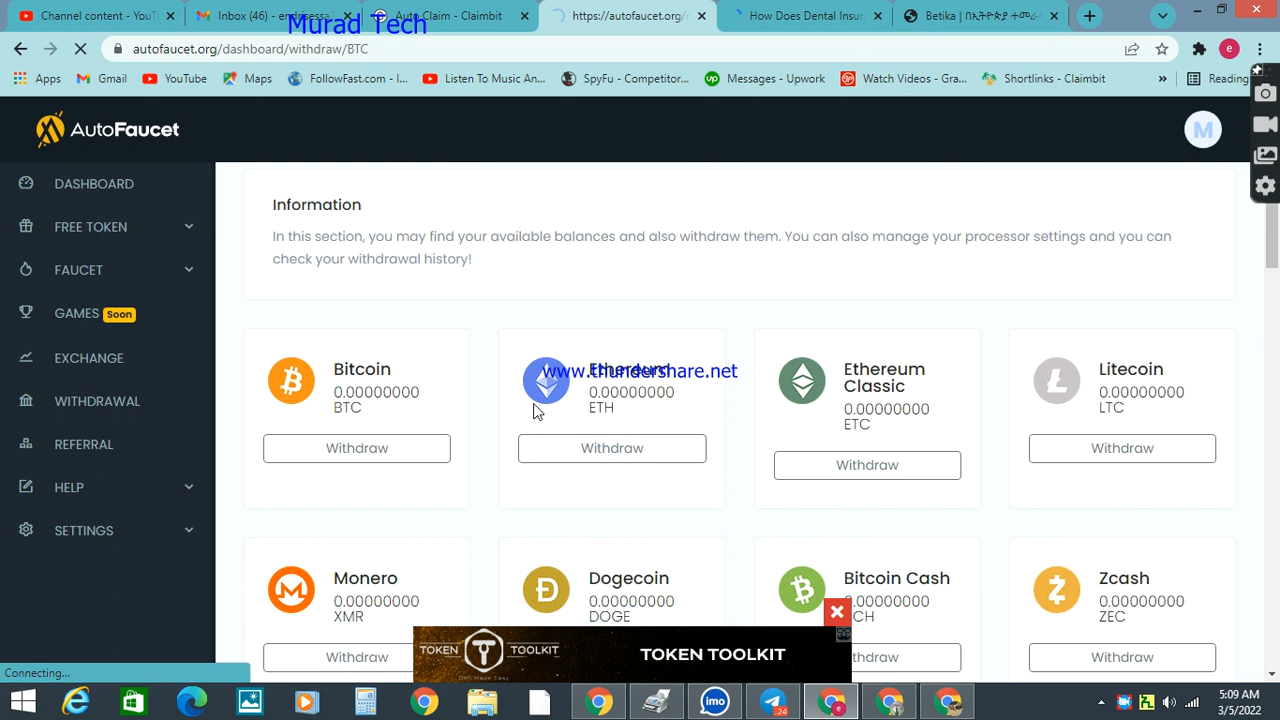 Channel content - YouT
Inbox (46) - 
Auto Claim - Claimbit
https://autofaucet.org/d
How Does Dental Insur
Betika | በኢትዮጵያ ተመራ
Murad Tech
autofaucet.org/dashboard/withdraw/BTC
Apps
Gmail
YouTube
Maps
FollowFast.com - I...
Listen To Music An...
SpyFu - Competitor...
Messages - Upwork
Watch Videos - Gra...
Shortlinks - Claimbit
»
Reading
AutoFaucet
M
DASHBOARD
FREE TOKEN
FAUCET
GAMES Soon
EXCHANGE
WITHDRAWAL
REFERRAL
HELP
SETTINGS
Information
In this section, you may find your available balances and also withdraw them. You can also manage your processor settings and you can
check your withdrawal history!
Bitcoin
0.00000000
BTC
Withdraw
Ethereum
www.thundershare.net
0.00000000
ETH
Withdraw
Ethereum
Classic
0.00000000
ETC
Withdraw
Litecoin
0.00000000
LTC
Withdraw
Monero
0.00000000
XMR
Withdraw
Dogecoin
0.00000000
DOGE
Bitcoin Cash
0.00000000
CH
hdraw
Zcash
0.00000000
ZEC
Withdraw
TOKEN TOOLKIT
TOKEN TOOLKIT
Connecting...
imo
24
5:09 AM
3/5/2022